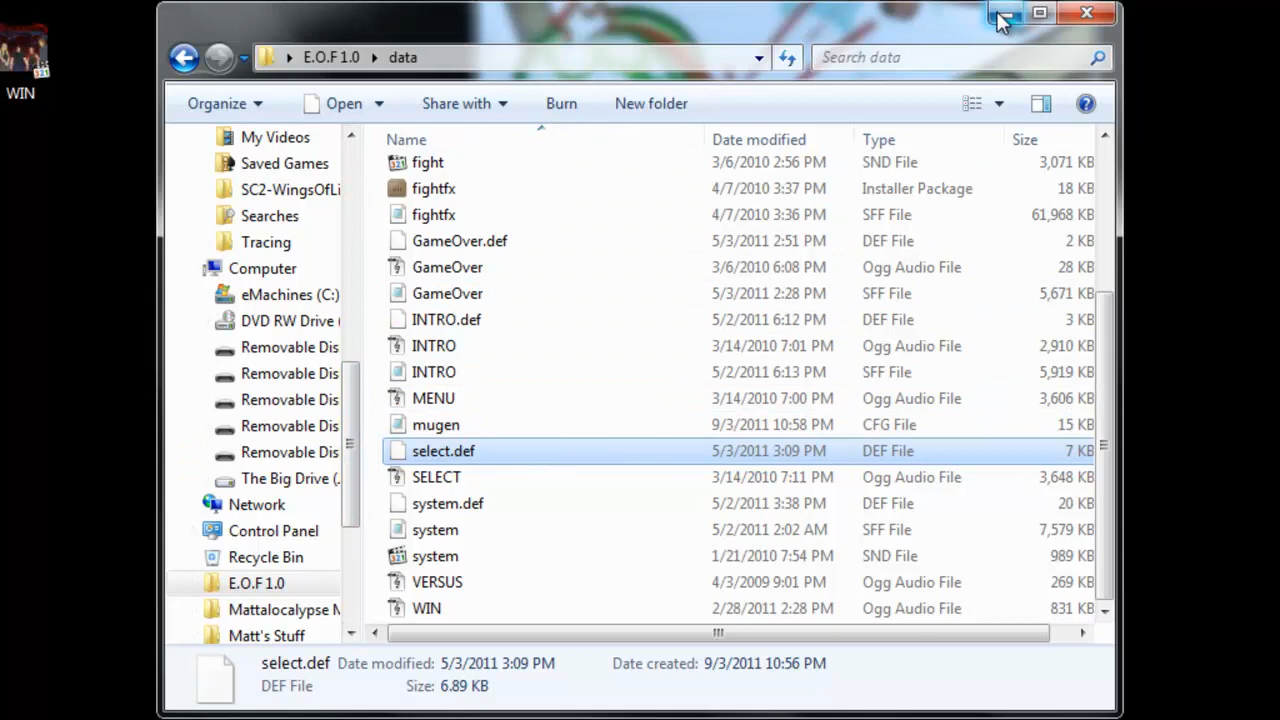 WIN
E.O.F 1.0 data
Search data
Organize Open Share with Burn New folder
My Videos
Saved Games
SC2-WingsOfLi
Searches
Tracing
Computer
eMachines (C:)
DVD RW Drive (
Removable Dis
Removable Dis
Removable Dis
Removable Dis
Removable Dis
The Big Drive (.
Network
Control Panel
Recycle Bin
E.O.F 1.0
Mattalocalypse M
Matt's Stuff
Name Date modified Type Size
fight 3/6/2010 2:56 PM SND File 3,071 KB
fightfx 4/7/2010 3:37 PM Installer Package 18 KB
fightfx 4/7/2010 3:36 PM SFF File 61,968 KB
GameOver.def 5/3/2011 2:51 PM DEF File 2 KB
GameOver 3/6/2010 6:08 PM Ogg Audio File 28 KB
GameOver 5/3/2011 2:28 PM SFF File 5,671 KB
INTRO.def 5/2/2011 6:12 PM DEF File 3 KB
INTRO 3/14/2010 7:01 PM Ogg Audio File 2,910 KB
INTRO 5/2/2011 6:13 PM SFF File 5,919 KB
MENU 3/14/2010 7:00 PM Ogg Audio File 3,606 KB
mugen 9/3/2011 10:58 PM CFG File 15 KB
select.def 5/3/2011 3:09 PM DEF File 7 KB
SELECT 3/14/2010 7:11 PM Ogg Audio File 3,648 KB
system.def 5/2/2011 3:38 PM DEF File 20 KB
system 5/2/2011 2:02 AM SFF File 7,579 KB
system 1/21/2010 7:54 PM SND File 989 KB
VERSUS 4/3/2009 9:01 PM Ogg Audio File 269 KB
WIN 2/28/2011 2:28 PM Ogg Audio File 831 KB
select.def Date modified: 5/3/2011 3:09 PM Date created: 9/3/2011 10:56 PM
DEF File Size: 6.89 KB